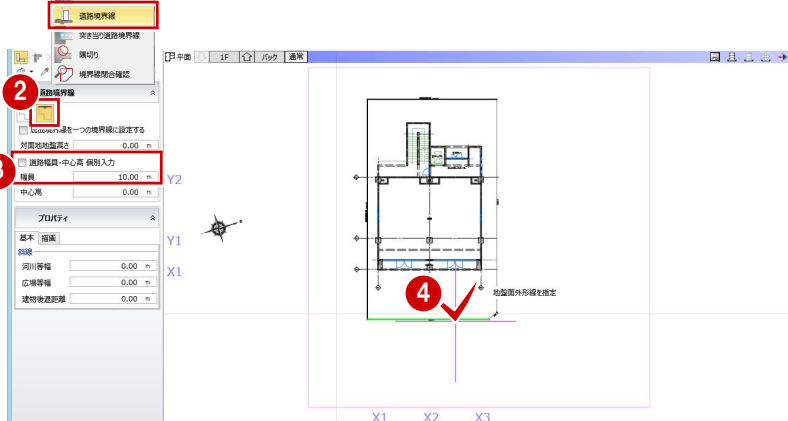 道路境界線
突き当り道路境界線
隅切り
境界線閉合確認
平面
1F
バック
通常
2
道路境界線
を一つの境界線に設定する
対面地地盤高さ 0.00 m
3
道路幅員・中心高 個別入力
幅員 10.00 m
中心高 0.00 m
プロパティ
基本 描画
斜線
河川等幅 0.00 m
広場等幅 0.00 m
建物後退距離 0.00 m
Y2
Y1
X1
4
地盤面外形線を指定
X1 X2 X3